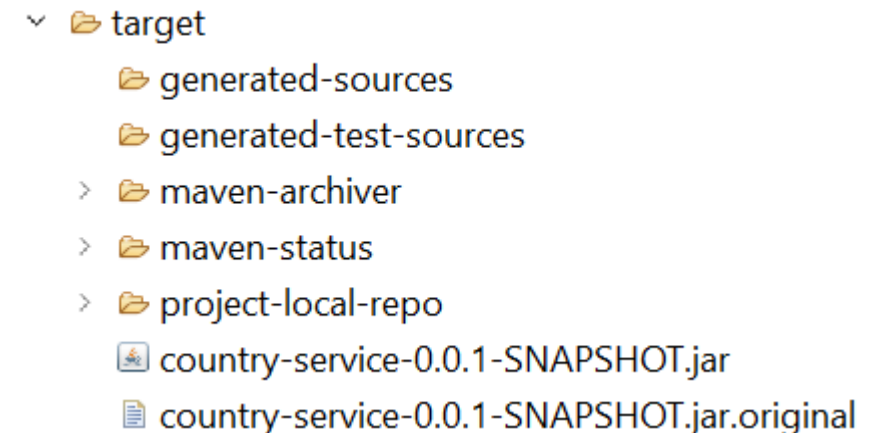 target
generated-sources
generated-test-sources
maven-archiver
maven-status
project-local-repo
country-service-0.0.1-SNAPSHOT.jar
country-service-0.0.1-SNAPSHOT.jar.original